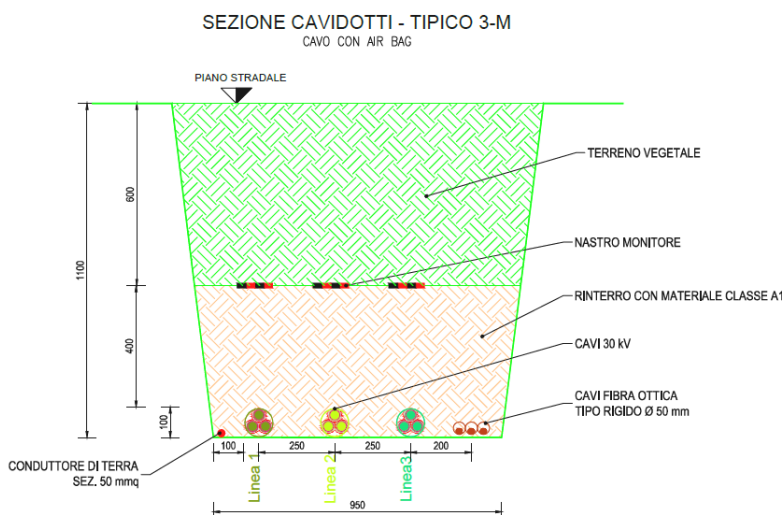 SEZIONE CAVIDOTTI - TIPICO 3-M
CAVO CON AIR BAG
PIANO STRADALE
TERRENO VEGETALE
600
NASTRO MONITORE
1100
RINTERRO CON MATERIALE CLASSE A1
400
CAVI 30 kV
CAVI FIBRA OTTICA
TIPO RIGIDO Ø 50 mm
100
100
250
250
200
CONDUTTORE DI TERRA
SEZ. 50 mmq
Linea 1
Linea 2
Linea3
950